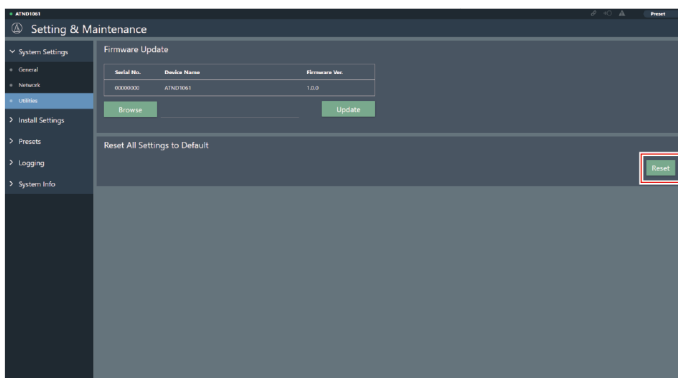 ATND1061
Preset
Setting & Maintenance
System Settings
General
Network
Utilities
Install Settings
Presets
Logging
System Info
Firmware Update
Serial No. Device Name Firmware Ver.
00000000 ATND1061 1.0.0
Browse Update
Reset All Settings to Default
Reset